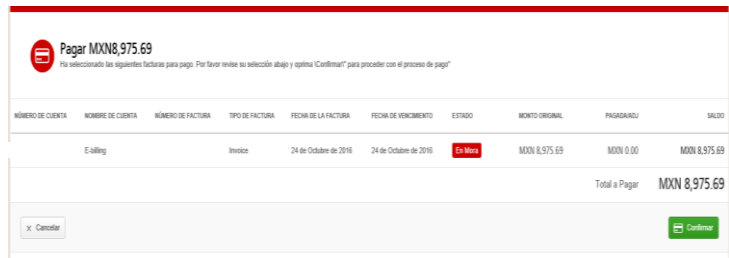 Pagar MXN8,975.69
Ha seleccionado las siguientes facturas para pago. Por favor revise su selección abajo y oprima \Confirmar\" para proceder con el proceso de pago"
NÚMERO DE CUENTA NOMBRE DE CUENTA NÚMERO DE FACTURA TIPO DE FACTURA FECHA DE LA FACTURA FECHA DE VENCIMIENTO ESTADO MONTO ORIGINAL PAGADA/ADJ SALDO
E-billing Invoice 24 de Octubre de 2016 24 de Octubre de 2016 En Mora MXN 8,975.69 MXN 0.00 MXN 8,975.69
Total a Pagar MXN 8,975.69
x Cancelar Confirmar